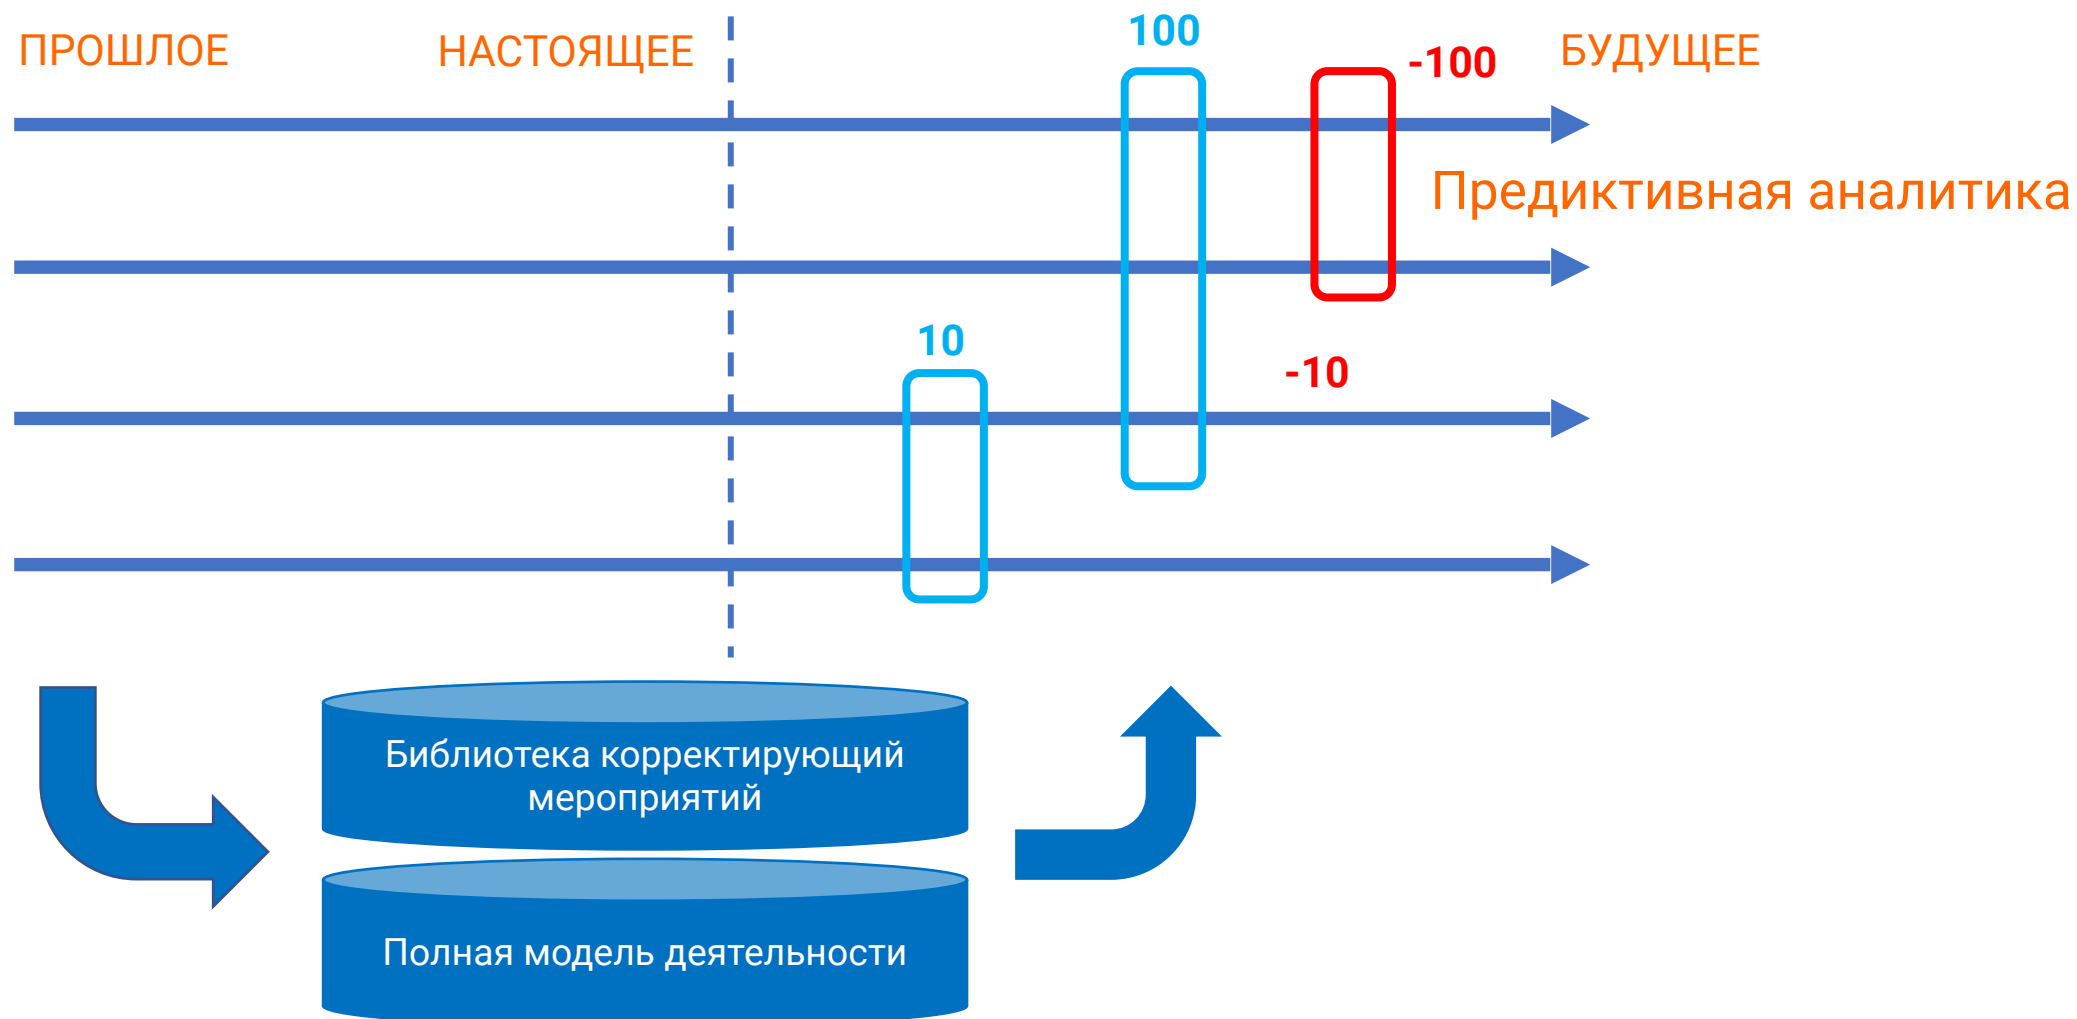 ПРОШЛОЕ
НАСТОЯЩЕЕ
100
-100
БУДУЩЕЕ
Предиктивная аналитика
10
-10
Библиотека корректирующий
мероприятий
Полная модель деятельности